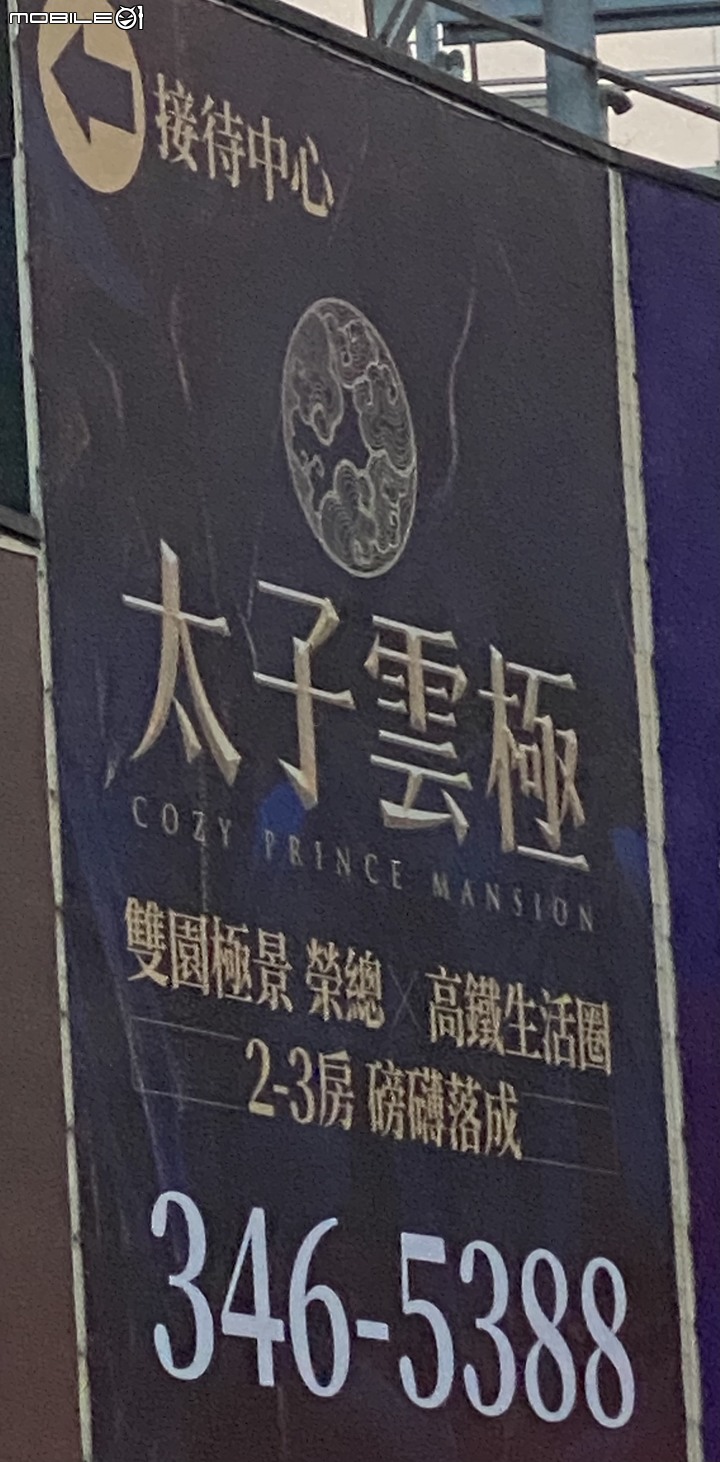 MOBILE01
接待中心
太子雲極
COZY PRINCE MANSION
雙園極景 榮總×高鐵生活圈
2-3房 磅礡落成
346-5388